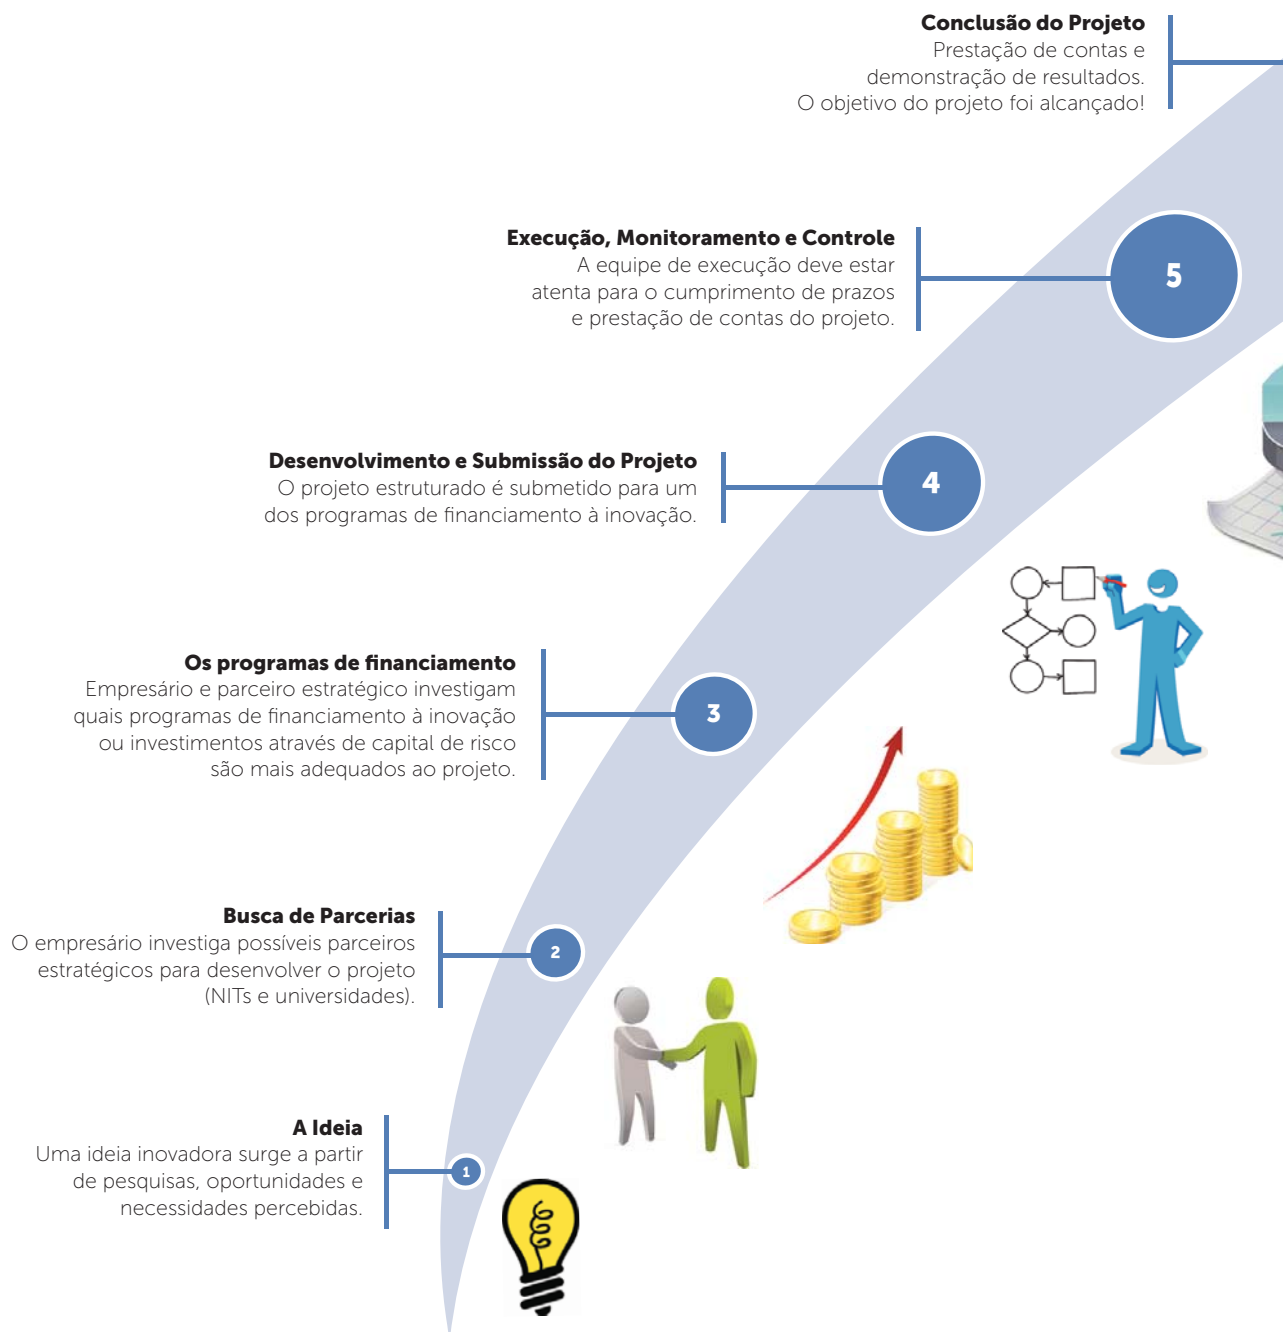 Conclusão do Projeto
Prestação de contas e
demonstração de resultados.
O objetivo do projeto foi alcançado!
Execução, Monitoramento e Controle
A equipe de execução deve estar
atenta para o cumprimento de prazos
e prestação de contas do projeto.
5
Desenvolvimento e Submissão do Projeto
O projeto estruturado é submetido para um
dos programas de financiamento à inovação.
4
Os programas de financiamento
Empresário e parceiro estratégico investigam
quais programas de financiamento à inovação
ou investimentos através de capital de risco
são mais adequados ao projeto.
3
Busca de Parcerias
O empresário investiga possíveis parceiros
estratégicos para desenvolver o projeto
(NITs e universidades).
2
A Ideia
Uma ideia inovadora surge a partir
de pesquisas, oportunidades e
necessidades percebidas.
1